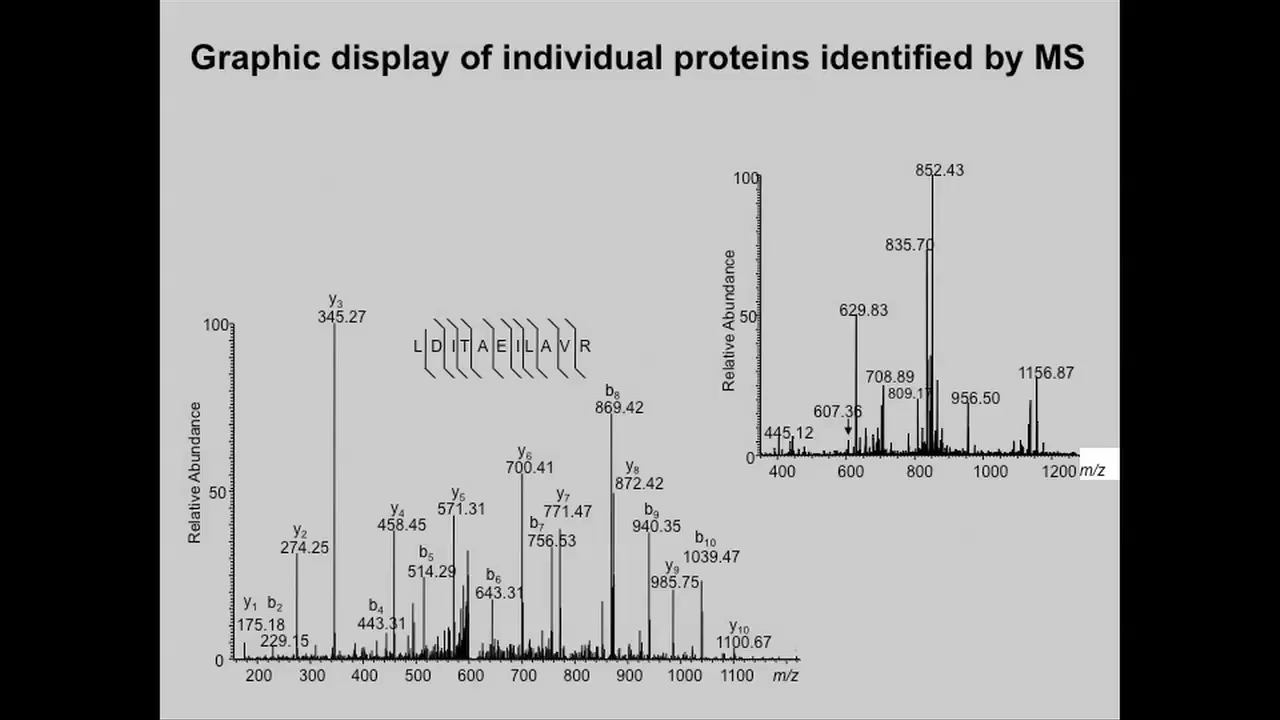 Graphic display of individual proteins identified by MS
852.43
100
835.70
Relative Abundance
50
629.83
708.89
809.17
607.36
445.12
956.50
1156.87
0
400 600 800 1000 1200 m/z
y3
345.27
100
L D I T A E I L A V R
b8
869.42
Relative Abundance
y6
700.41
y8
872.42
50
y5
571.31
y7
771.47
y4
458.45
b7
756.53
b9
940.35
y2
274.25
b10
1039.47
b5
514.29
b6
643.31
y9
985.75
y1
175.18
b2
229.15
b4
443.31
y10
1100.67
0
200 300 400 500 600 700 800 900 1000 1100 m/z